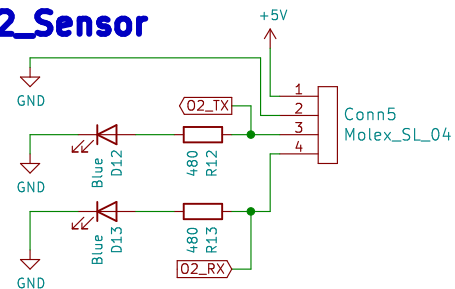 2_Sensor
+5V
GND
O2_TX
1
2
3
4
Conn5
Molex_SL_04
GND
Blue
D12
480
R12
GND
Blue
D13
480
R13
O2_RX